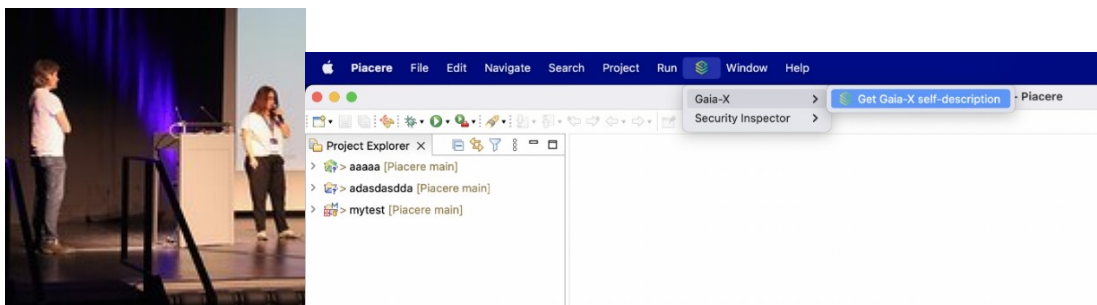 Piacere File Edit Navigate Search Project Run Window Help
- Piacere
Gaia-X
Get Gaia-X self-description
Security Inspector
Project Explorer
> aaaaa [Piacere main]
> adasdasdda [Piacere main]
> mytest [Piacere main]